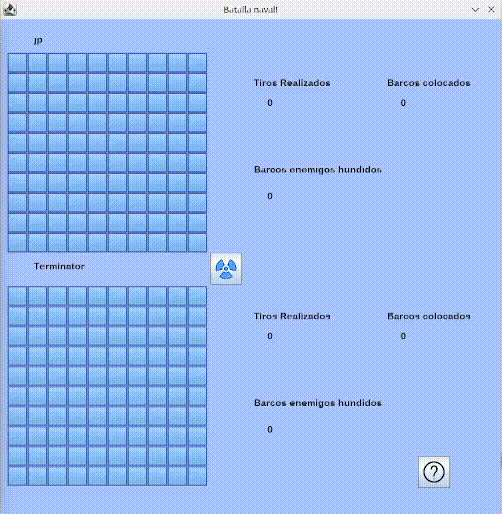 Batalla naval!
jp
Tiros Realizados
Barcos colocados
0
0
Barcos enemigos hundidos
0
Terminator
Tiros Realizados
Barcos colocados
0
0
Barcos enemigos hundidos
0
?